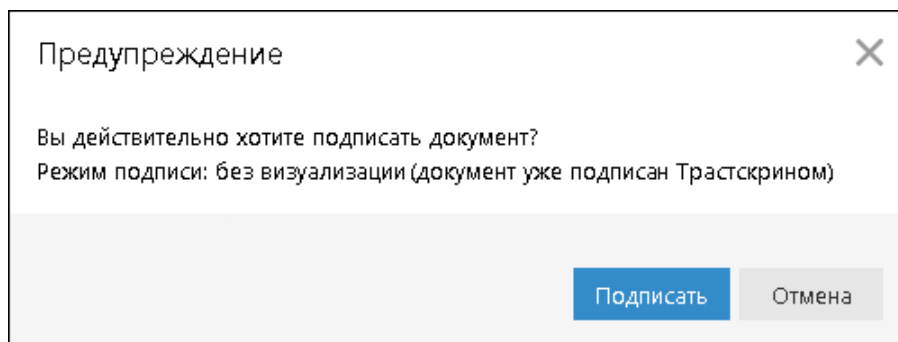 Предупреждение
Вы действительно хотите подписать документ?
Режим подписи: без визуализации (документ уже подписан Трастскрином)
Подписать
Отмена